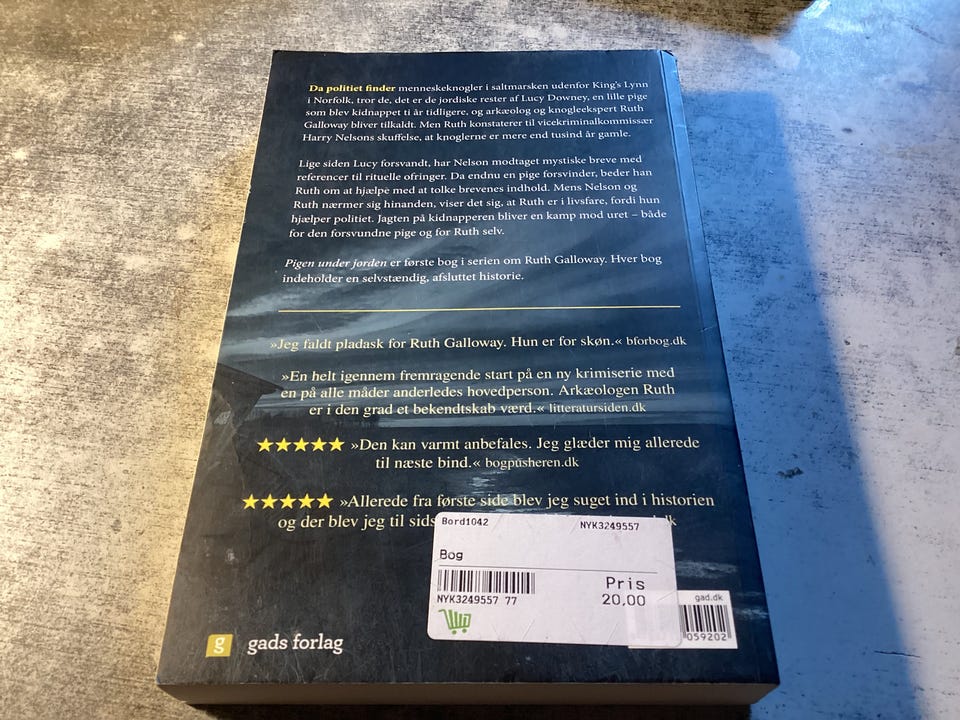 Da politiet finder menneskeknogler i saltmarsken udenfor King's Lynn
i Norfolk, tror de, det er de jordiske rester af Lucy Downey, en lille pige
som blev kidnappet ti år tidligere, og arkæolog og knogleekspert Ruth
Galloway bliver tilkaldt. Men Ruth konstaterer til vicekriminalkommissær
Harry Nelsons skuffelse, at knoglerne er mere end tusind år gamle.
Lige siden Lucy forsvandt, har Nelson modtaget mystiske breve med
referencer til rituelle ofringer. Da endnu en pige forsvinder, beder han
Ruth om at hjælpe med at tolke brevenes indhold. Mens Nelson og
Ruth nærmer sig hinanden, viser det sig, at Ruth er i livsfare, fordi hun
hjælper politiet. Jagten på kidnapperen bliver en kamp mod uret – både
for den forsvundne pige og for Ruth selv.
Pigen under jorden er første bog i serien om Ruth Galloway. Hver bog
indeholder en selvstændig, afsluttet historie.
»Jeg faldt pladask for Ruth Galloway. Hun er for skøn.« bforbog.dk
»En helt igennem fremragende start på en ny krimiserie med
en på alle måder anderledes hovedperson. Arkæologen Ruth
er i den grad et bekendtskab værd.« litteratursiden.dk
★★★★★ »Den kan varmt anbefales. Jeg glæder mig allerede
til næste bind.« bogpusheren.dk
★★★★★ »Allerede fra første side blev jeg suget ind i historien
og der blev jeg til
Bord1042 NYK3249557
Bog
Pris
NYK3249557 77 20,00
gad.dk
059202
g gads forlag